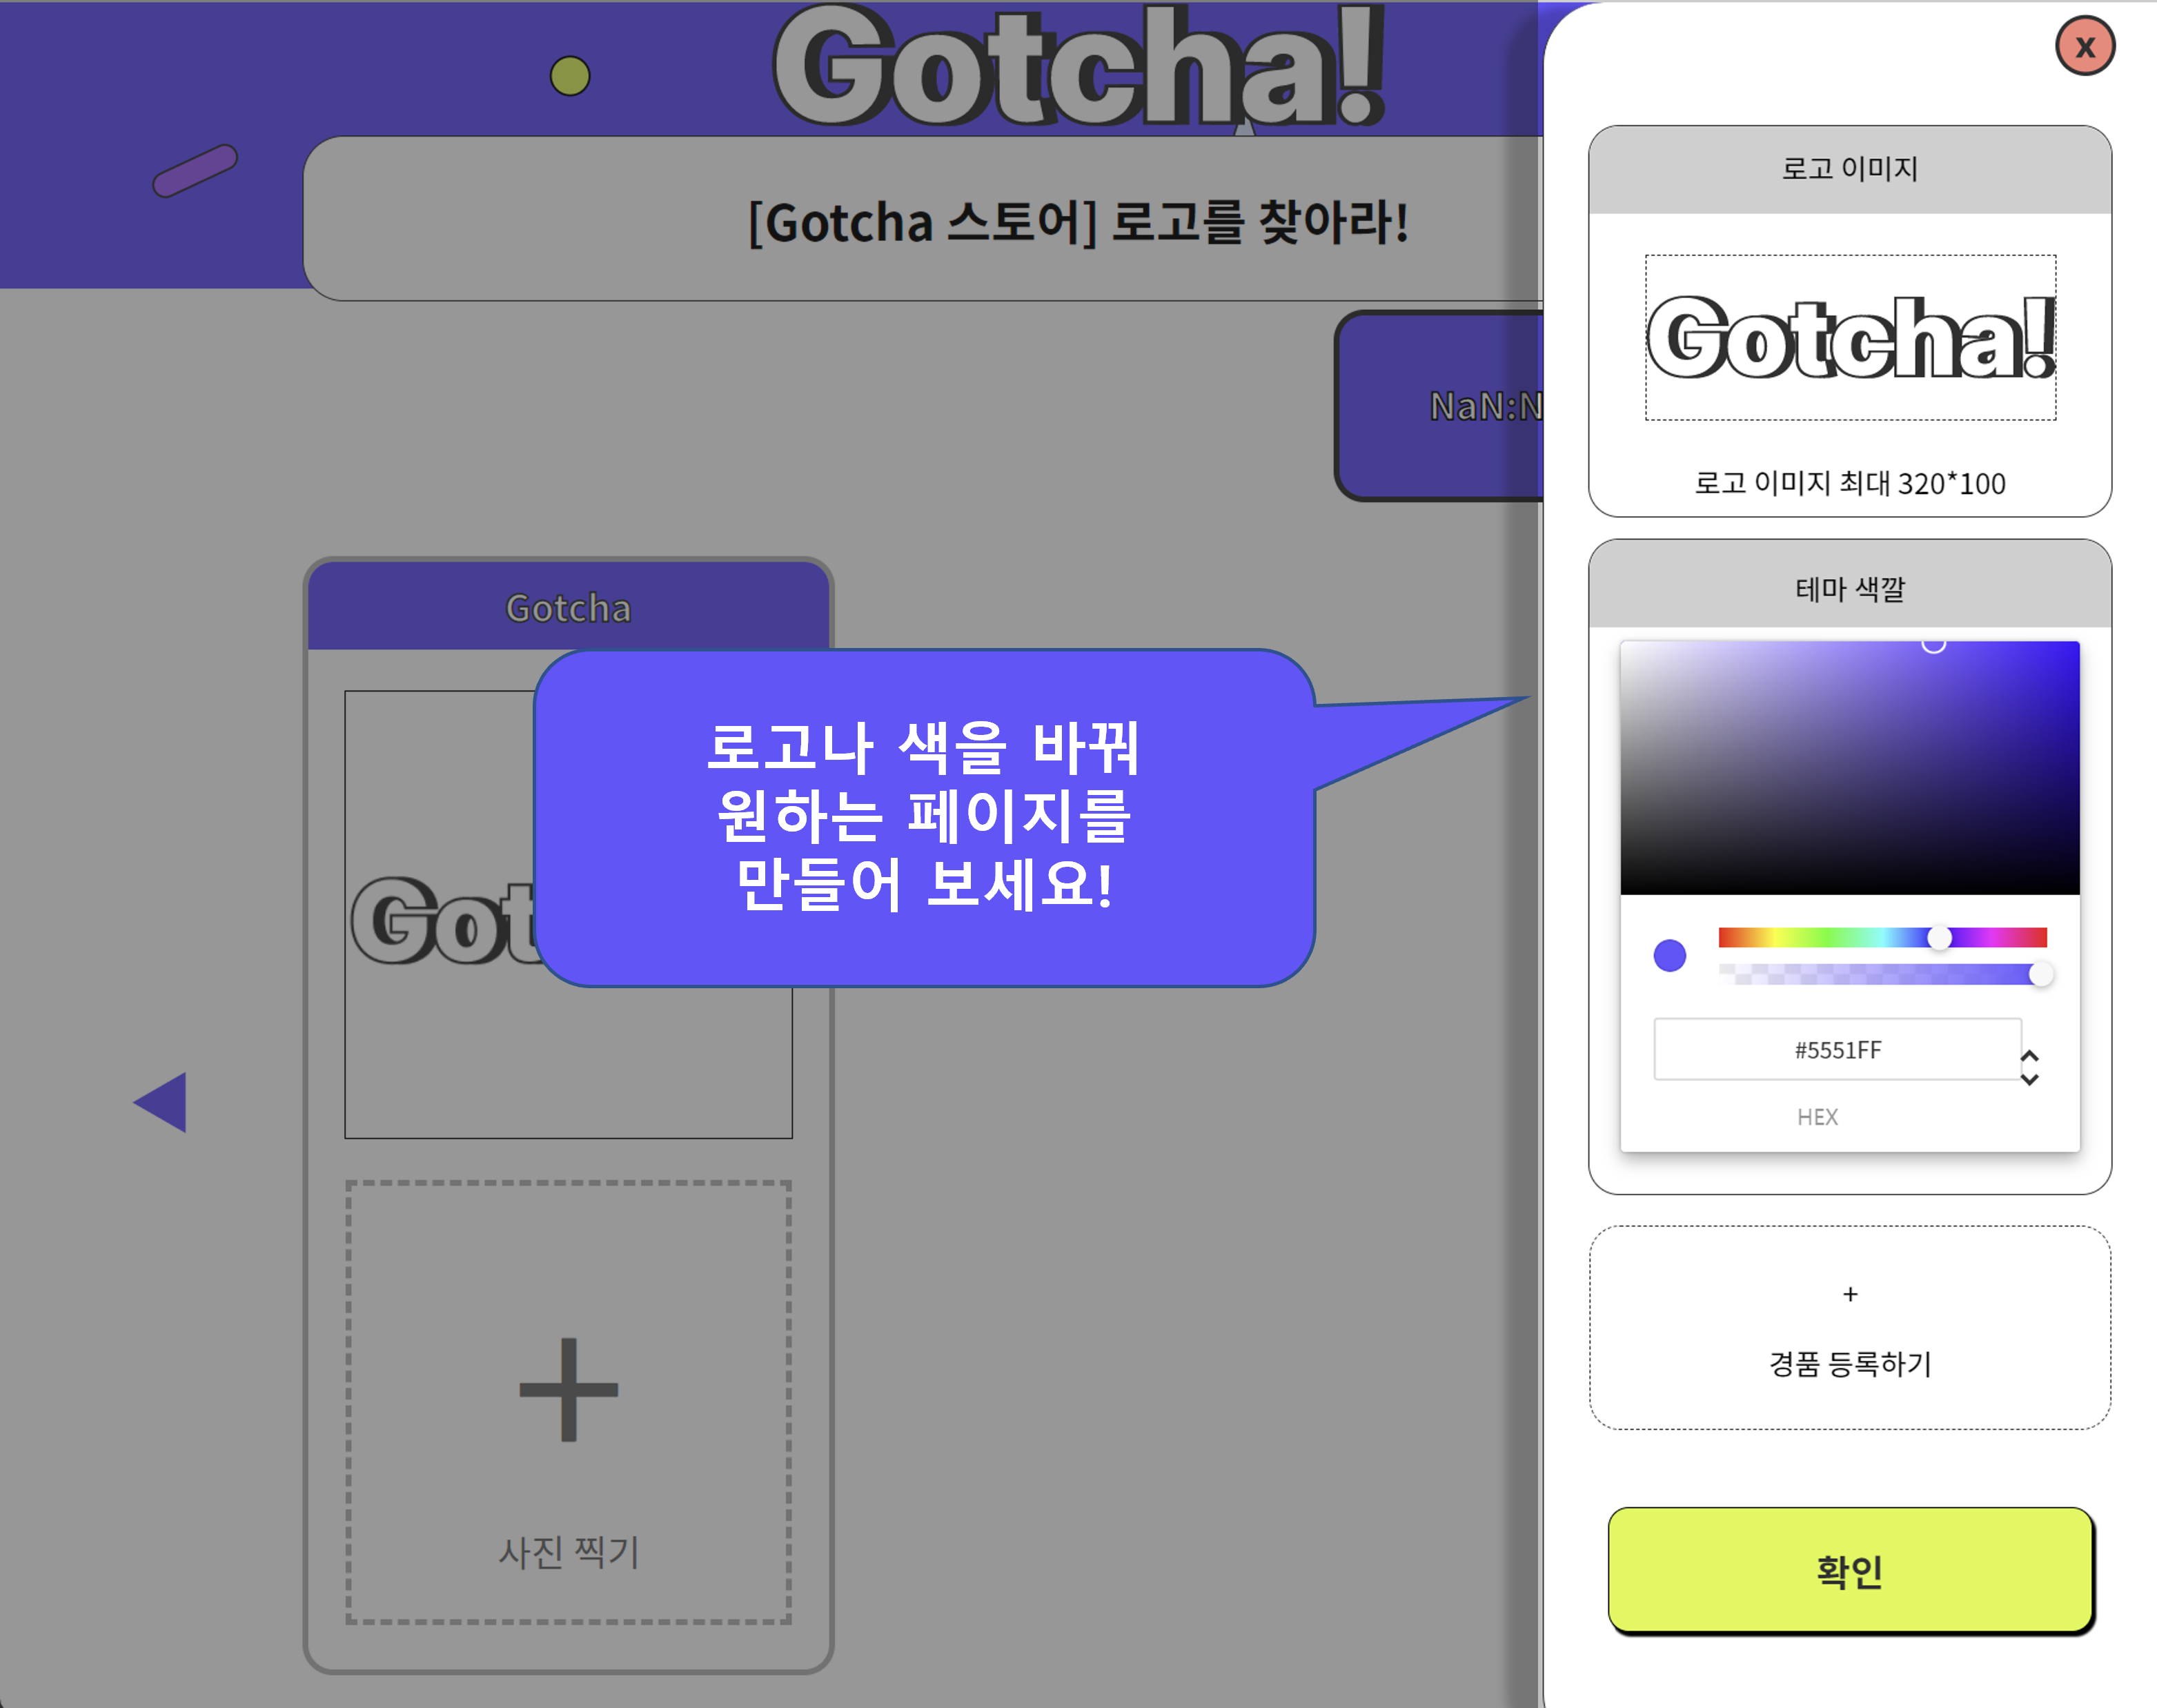 Gotcha!
[Gotcha 스토어] 로고를 찾아라!
NaN:N
Gotcha
Got
로고나 색을 바꿔
원하는 페이지를
만들어 보세요!
사진 찍기
x
로고 이미지
Gotcha!
로고 이미지 최대 320*100
테마 색깔
#5551FF
HEX
+
경품 등록하기
확인